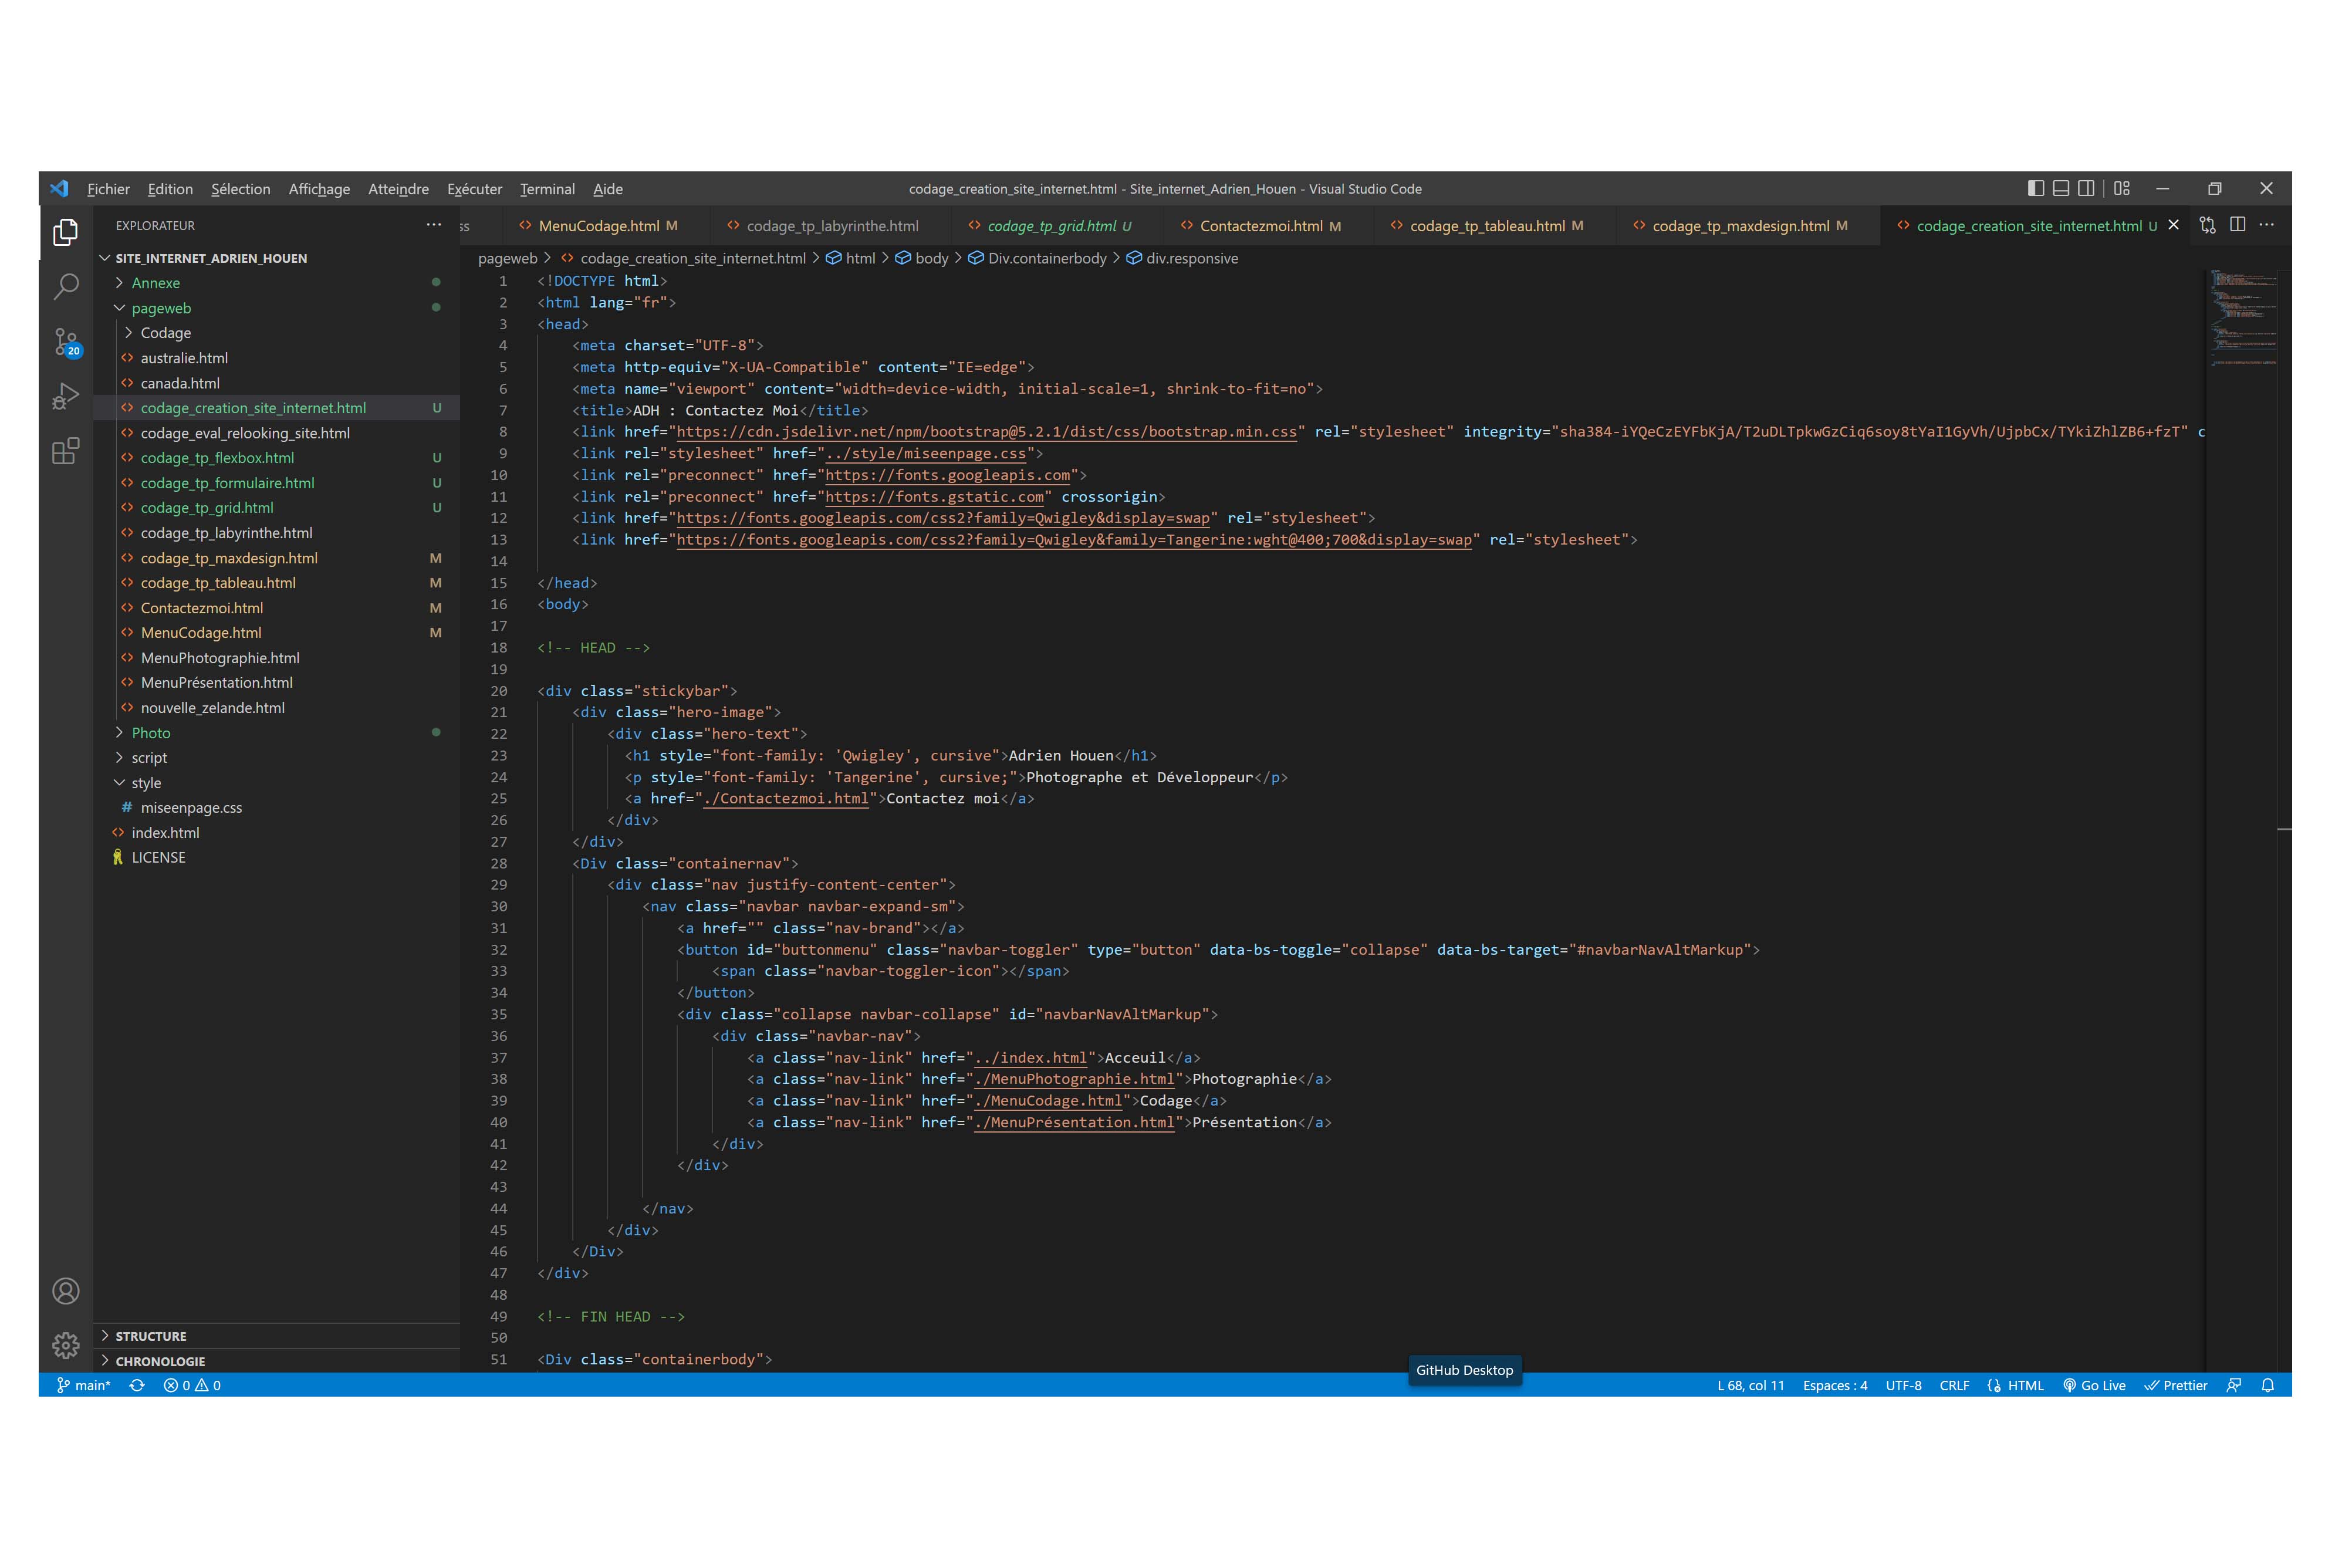 Fichier Edition Sélection Affichage Atteindre Exécuter Terminal Aide
codage_creation_site_internet.html - Site_internet_Adrien_Houen - Visual Studio Code
EXPLORATEUR
ss
MenuCodage.html M
codage_tp_labyrinthe.html
codage_tp_grid.html U
Contactezmoi.html M
codage_tp_tableau.html M
codage_tp_maxdesign.html M
codage_creation_site_internet.html U
SITE_INTERNET_ADRIEN_HOUEN
Annexe
pageweb
Codage
australie.html
canada.html
codage_creation_site_internet.html U
codage_eval_relooking_site.html
codage_tp_flexbox.html U
codage_tp_formulaire.html U
codage_tp_grid.html U
codage_tp_labyrinthe.html
codage_tp_maxdesign.html M
codage_tp_tableau.html M
Contactezmoi.html M
MenuCodage.html M
MenuPhotographie.html
MenuPrésentation.html
nouvelle_zelande.html
Photo
script
style
# miseenpage.css
index.html
LICENSE
STRUCTURE
CHRONOLOGIE
20
pageweb > codage_creation_site_internet.html > html > body > Div.containerbody > div.responsive
1 <!DOCTYPE html>
2 <html lang="fr">
3 <head>
4 <meta charset="UTF-8">
5 <meta http-equiv="X-UA-Compatible" content="IE=edge">
6 <meta name="viewport" content="width=device-width, initial-scale=1, shrink-to-fit=no">
7 <title>ADH : Contactez Moi</title>
8 <link href="https://cdn.jsdelivr.net/npm/bootstrap@5.2.1/dist/css/bootstrap.min.css" rel="stylesheet" integrity="sha384-iYQeCzEYFbKjA/T2uDLTpkwGzCiq6soy8tYaI1GyVh/UjpbCx/TYkiZhlZB6+fzT" c
9 <link rel="stylesheet" href="../style/miseenpage.css">
10 <link rel="preconnect" href="https://fonts.googleapis.com">
11 <link rel="preconnect" href="https://fonts.gstatic.com" crossorigin>
12 <link href="https://fonts.googleapis.com/css2?family=Qwigley&display=swap" rel="stylesheet">
13 <link href="https://fonts.googleapis.com/css2?family=Qwigley&family=Tangerine:wght@400;700&display=swap" rel="stylesheet">
14
15 </head>
16 <body>
17
18 <!-- HEAD -->
19
20 <div class="stickybar">
21 <div class="hero-image">
22 <div class="hero-text">
23 <h1 style="font-family: 'Qwigley', cursive">Adrien Houen</h1>
24 <p style="font-family: 'Tangerine', cursive;">Photographe et Développeur</p>
25 <a href="./Contactezmoi.html">Contactez moi</a>
26 </div>
27 </div>
28 <Div class="containernav">
29 <div class="nav justify-content-center">
30 <nav class="navbar navbar-expand-sm">
31 <a href="" class="nav-brand"></a>
32 <button id="buttonmenu" class="navbar-toggler" type="button" data-bs-toggle="collapse" data-bs-target="#navbarNavAltMarkup">
33 <span class="navbar-toggler-icon"></span>
34 </button>
35 <div class="collapse navbar-collapse" id="navbarNavAltMarkup">
36 <div class="navbar-nav">
37 <a class="nav-link" href="../index.html">Acceuil</a>
38 <a class="nav-link" href="./MenuPhotographie.html">Photographie</a>
39 <a class="nav-link" href="./MenuCodage.html">Codage</a>
40 <a class="nav-link" href="./MenuPrésentation.html">Présentation</a>
41 </div>
42 </div>
43
44 </nav>
45 </div>
46 </Div>
47 </div>
48
49 <!-- FIN HEAD -->
50
51 <Div class="containerbody">
GitHub Desktop
main* 0 0
L 68, col 11 Espaces : 4 UTF-8 CRLF HTML Go Live Prettier